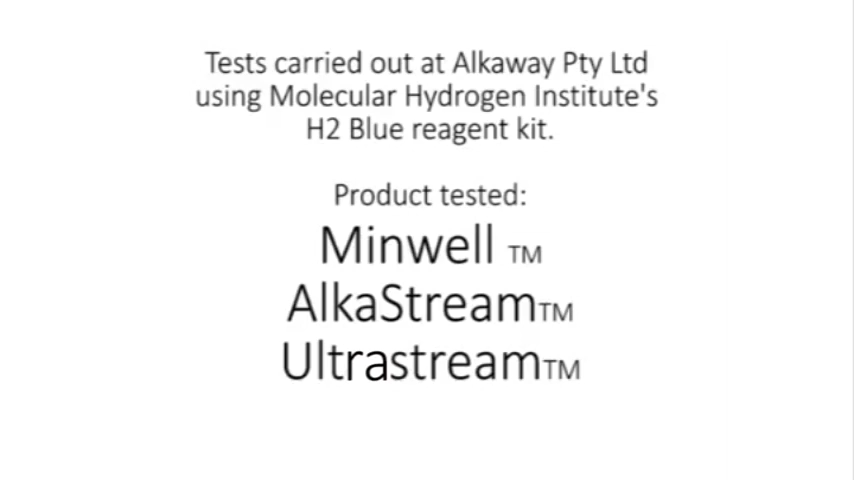 Tests carried out at Alkaway Pty Ltd
using Molecular Hydrogen Institute's
H2 Blue reagent kit.
Product tested:
Minwell TM
AlkaStreamTM
UltrastreamTM